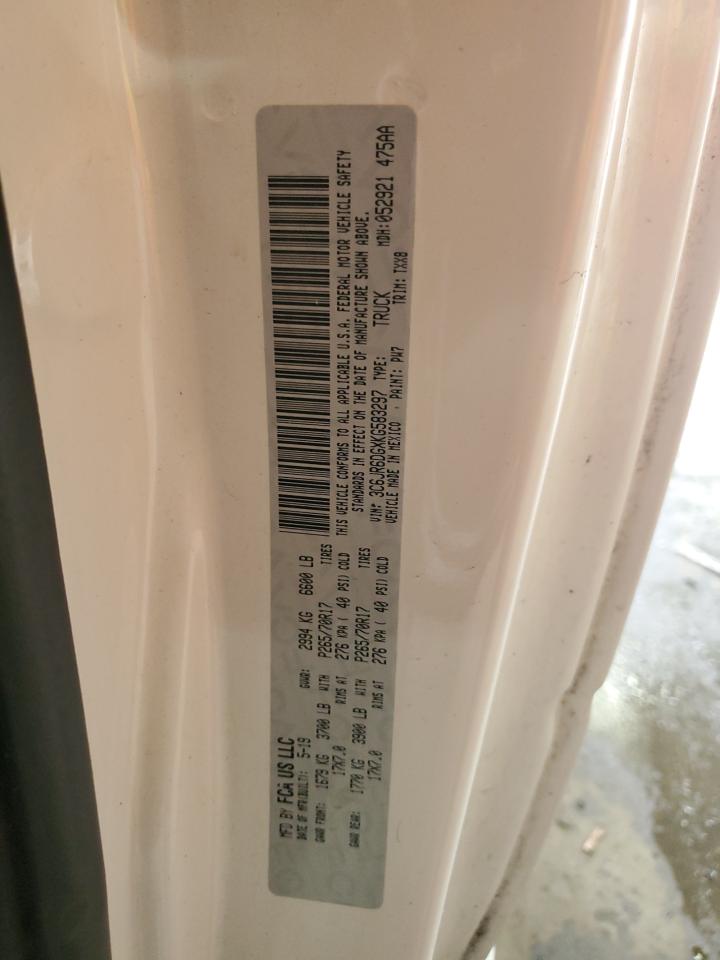 MFD BY FCA US LLC
DATE OF MFR(BUILT): 5-19 GVWR: 2994 KG 6600 LB
GAWR FRONT: 1679 KG 3700 LB WITH P265/70R17 TIRES
17X7.0 RIMS AT 276 KPA ( 40 PSI) COLD
GAWR REAR: 1770 KG 3900 LB WITH P265/70R17 TIRES
17X7.0 RIMS AT 276 KPA ( 40 PSI) COLD
THIS VEHICLE CONFORMS TO ALL APPLICABLE U.S.A. FEDERAL MOTOR VEHICLE SAFETY
STANDARDS IN EFFECT ON THE DATE OF MANUFACTURE SHOWN ABOVE.
VIN: 3C6JR6DGXKG583297 TYPE: TRUCK MDH:052921 475AA
VEHICLE MADE IN MEXICO PAINT: PW7 TRIM: TXX8